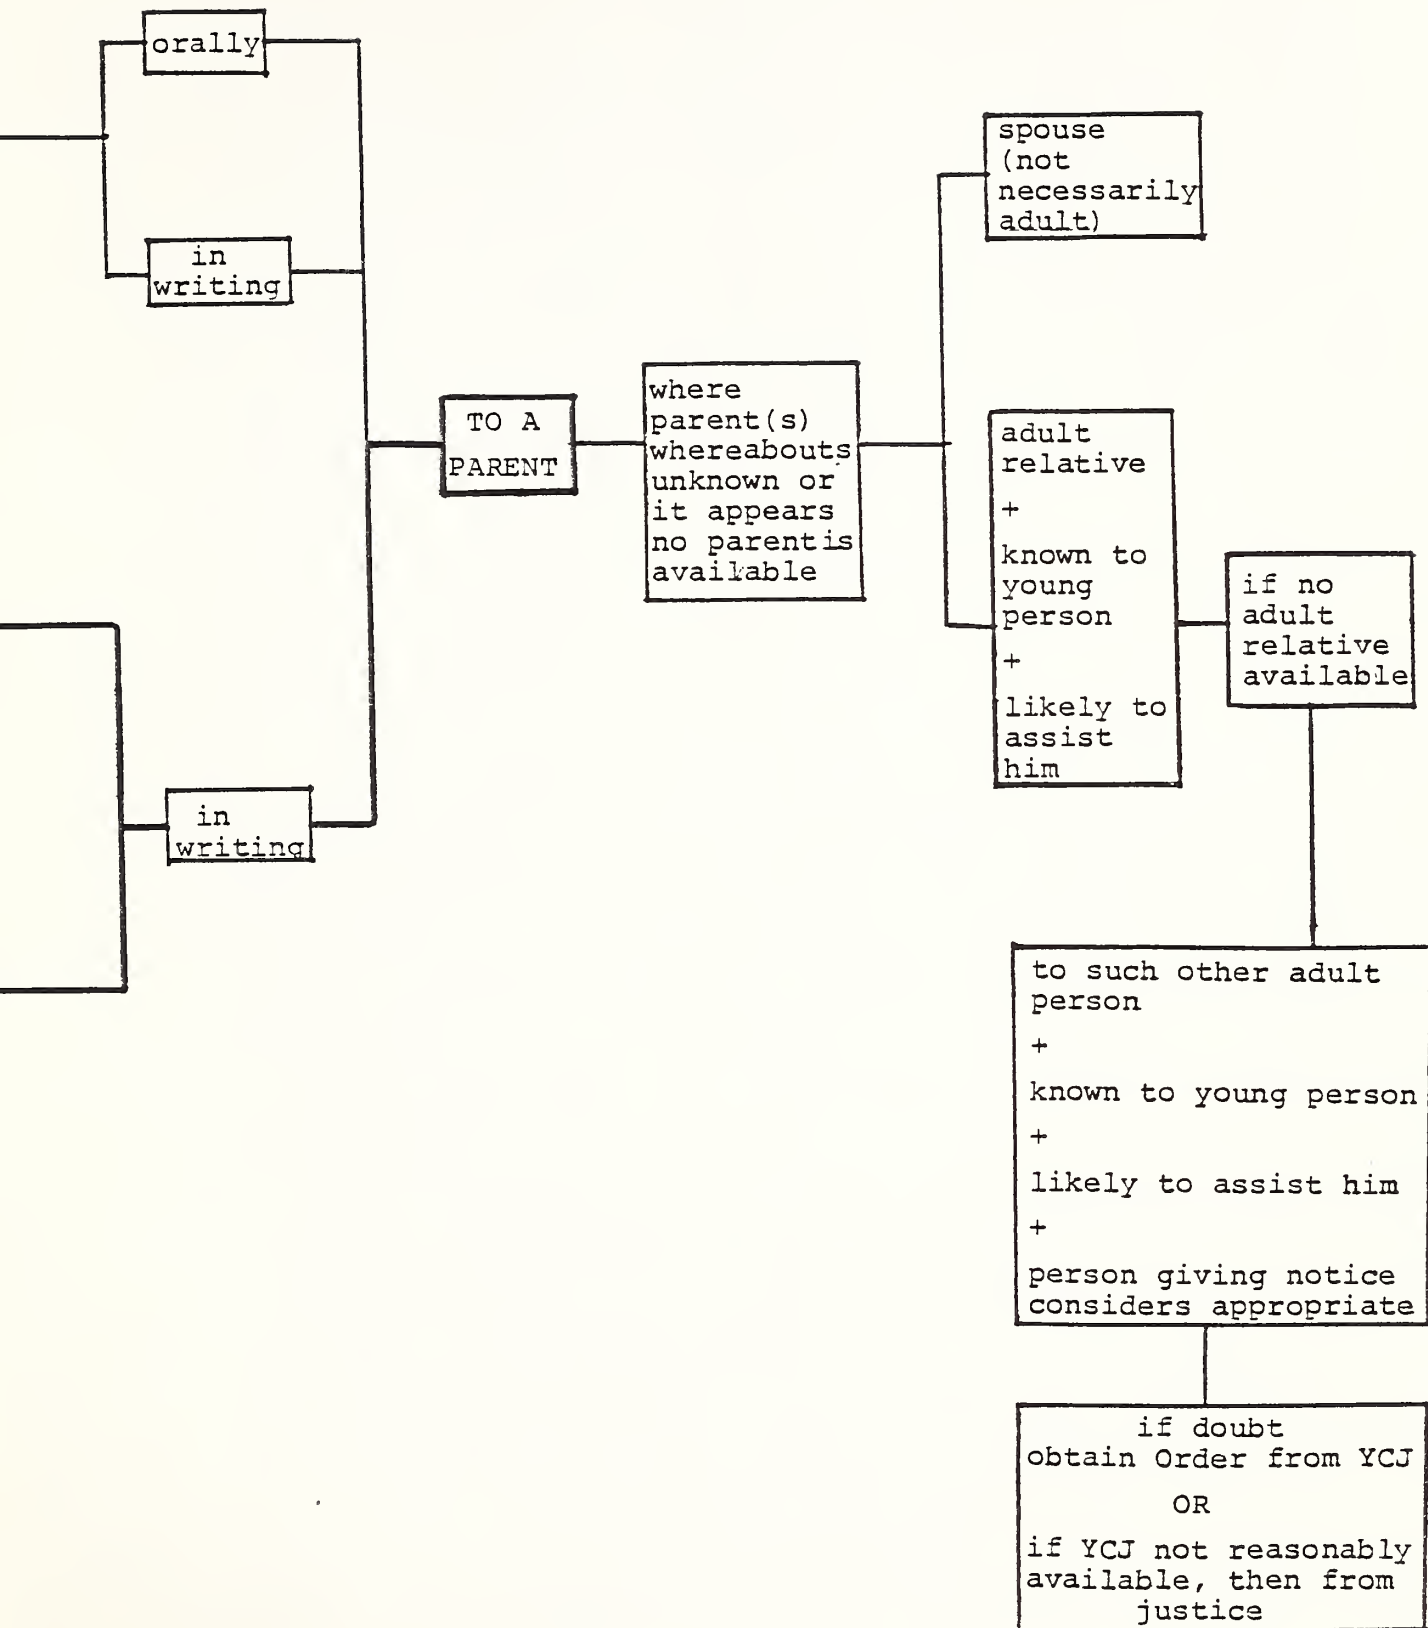 orally
in
writing
in
writing
TO A
PARENT
where
parent(s)
whereabouts
unknown or
it appears
no parent is
available
spouse
(not
necessarily
adult)
adult
relative
+
known to
young
person
+
likely to
assist
him
if no
adult
relative
available
to such other adult
person
+
known to young person
+
likely to assist him
+
person giving notice
considers appropriate
if doubt
obtain Order from YCJ
OR
if YCJ not reasonably
available, then from
justice